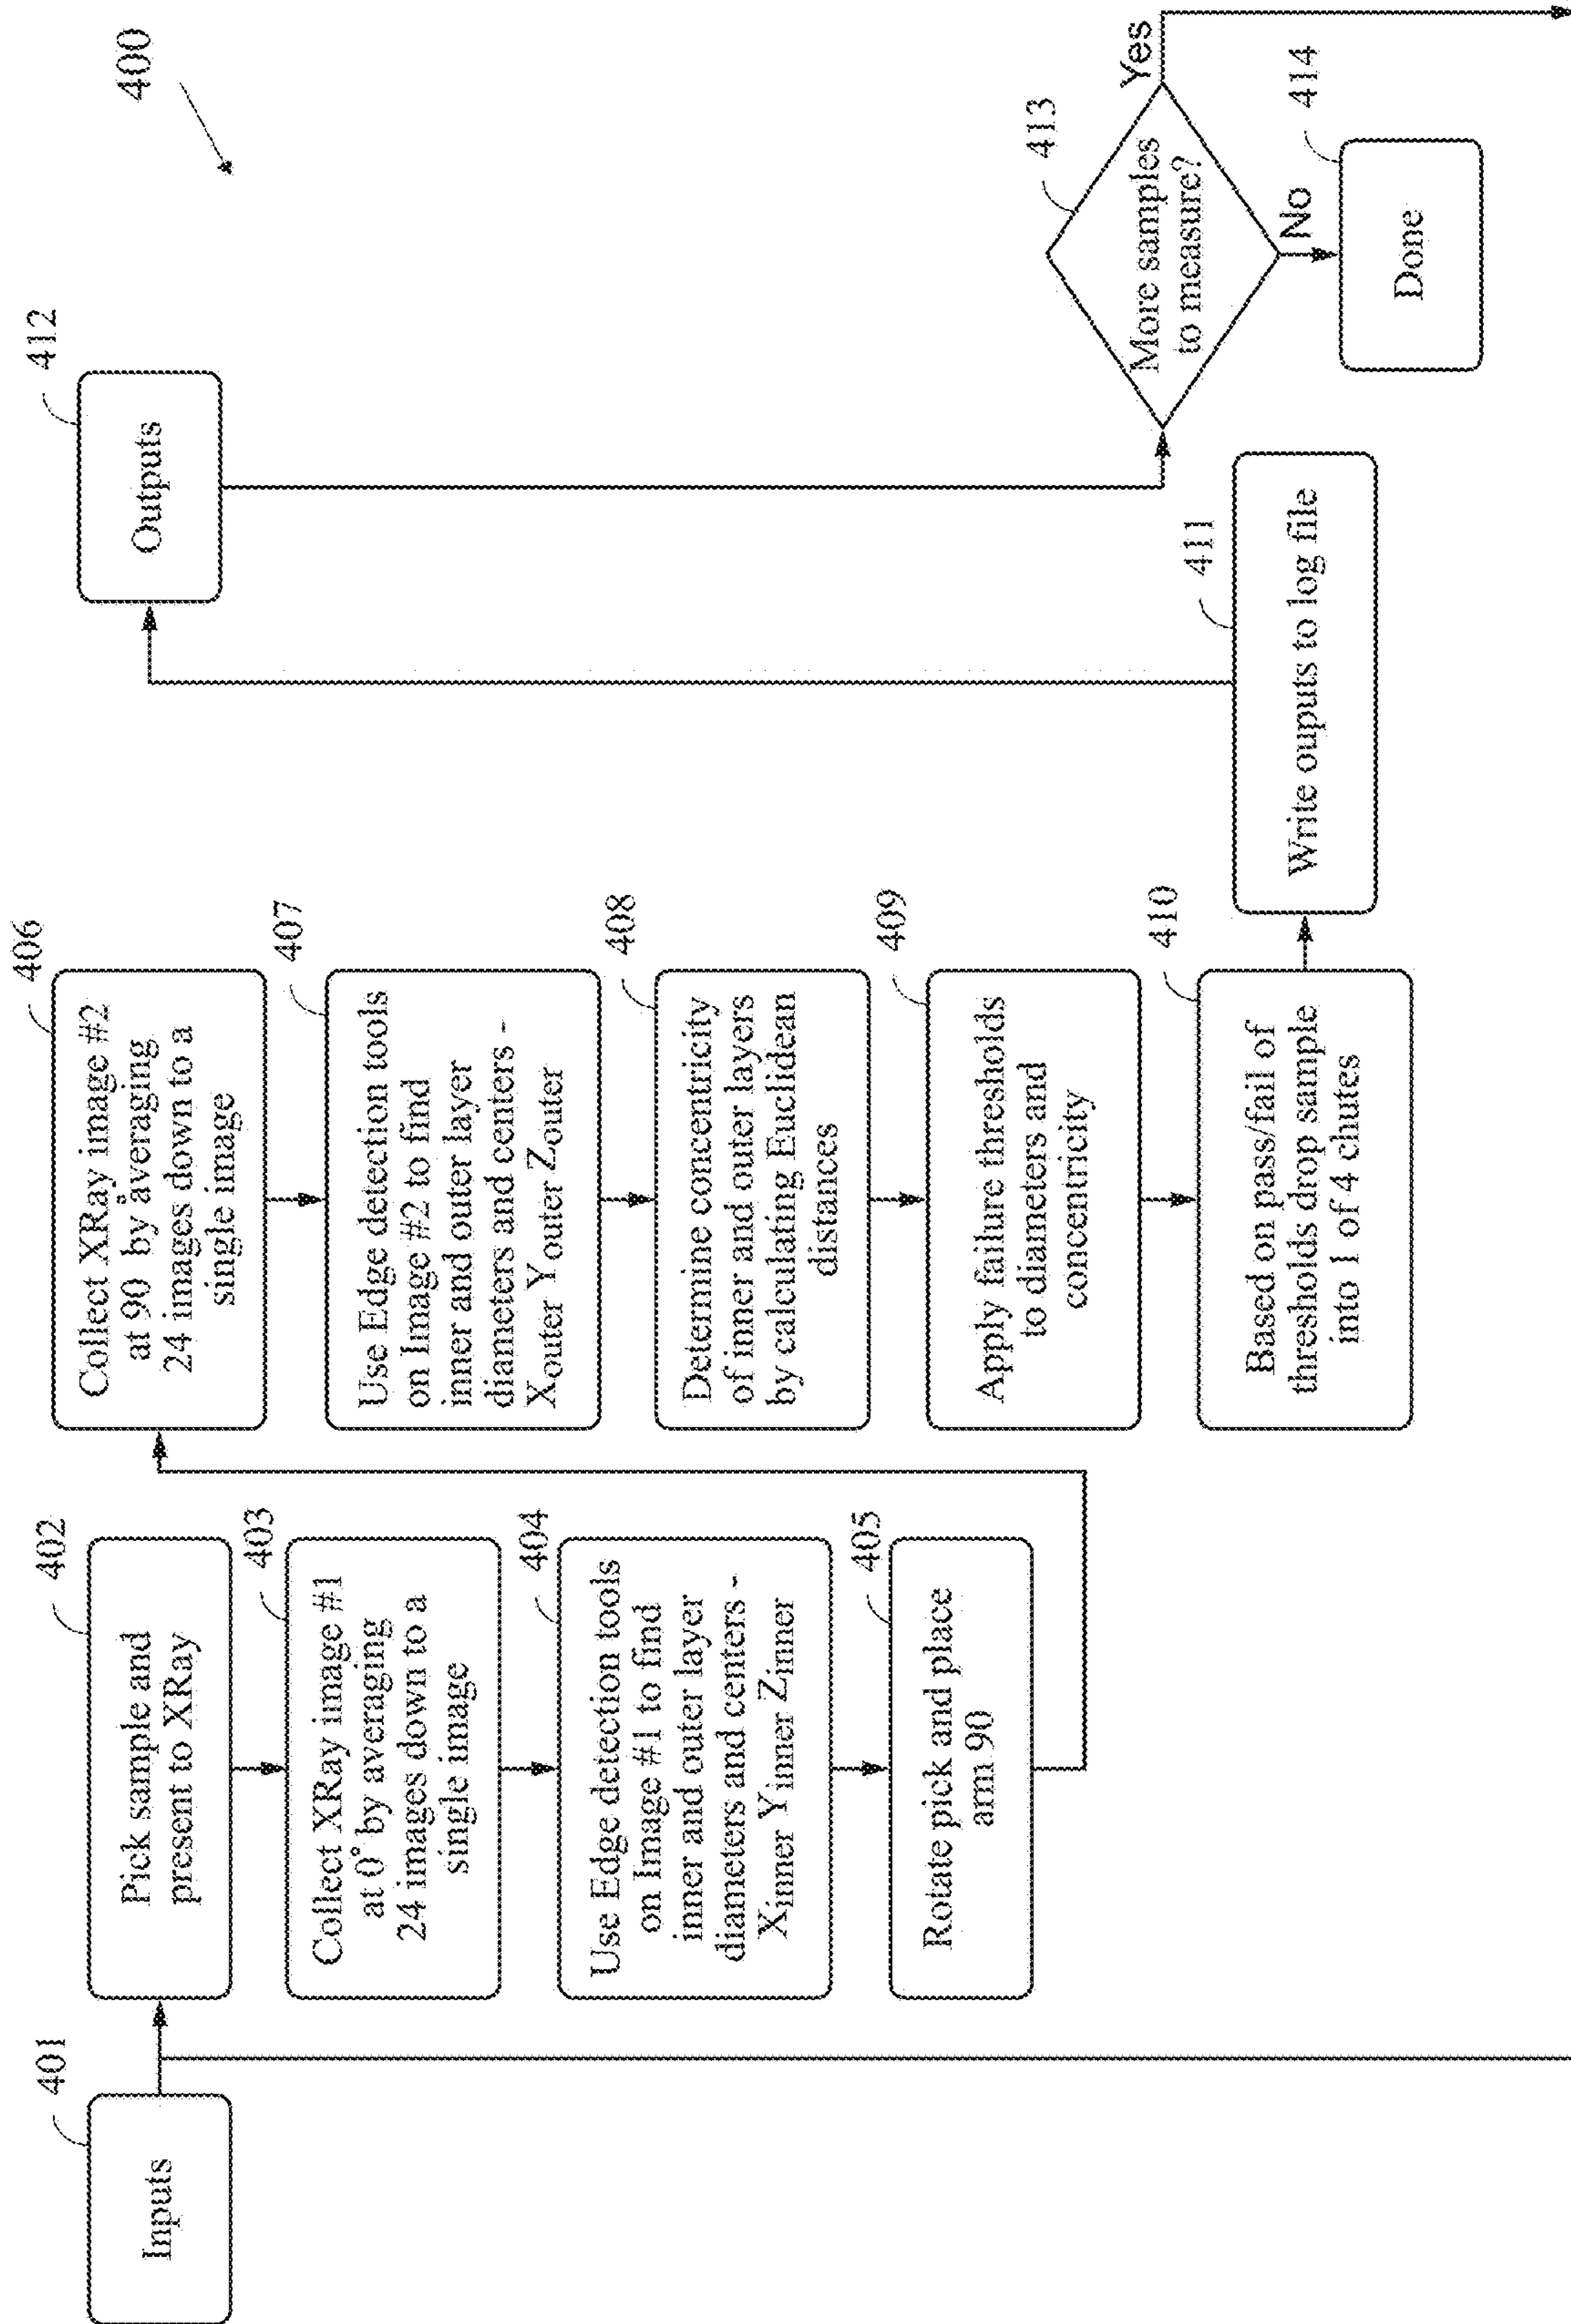 400
401
Inputs
402
Pick sample and
present to XRay
403
Collect XRay image #1
at 0° by averaging
24 images down to a
single image
404
Use Edge detection tools
on Image #1 to find
inner and outer layer
diameters and centers -
Xinner Yinner Zinner
405
Rotate pick and place
arm 90
406
Collect XRay image #2
at 90° by averaging
24 images down to a
single image
407
Use Edge detection tools
on Image #2 to find
inner and outer layer
diameters and centers -
Xouter Youter Zouter
408
Determine concentricity
of inner and outer layers
by calculating Euclidean
distances
409
Apply failure thresholds
to diameters and
concentricity
410
Based on pass/fail of
thresholds drop sample
into 1 of 4 chutes
411
Write ouputs to log file
412
Outputs
413
More samples
to measure?
Yes
No
414
Done